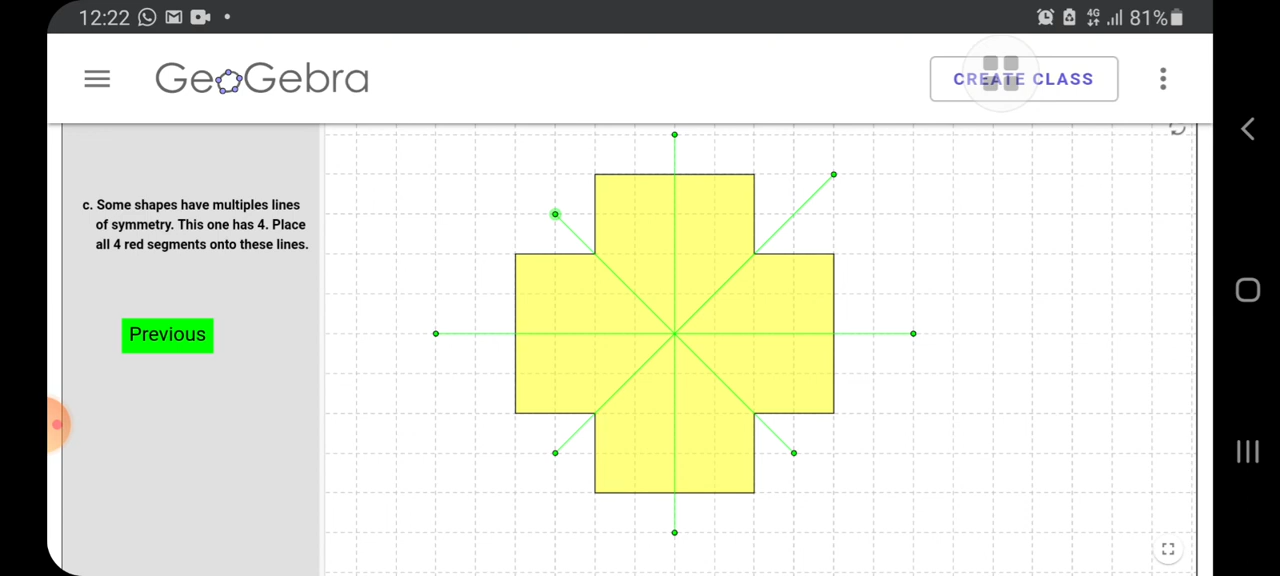 12:22
4G
81%
GeoGebra
CREATE CLASS
c. Some shapes have multiples lines
of symmetry. This one has 4. Place
all 4 red segments onto these lines.
Previous